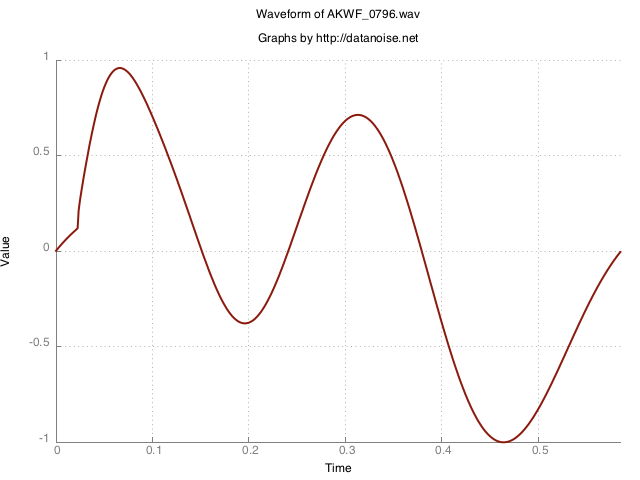 Waveform of AKWF_0796.wav
Graphs by http://datanoise.net
1
0.5
0
-0.5
-1
Value
0 0.1 0.2 0.3 0.4 0.5
Time